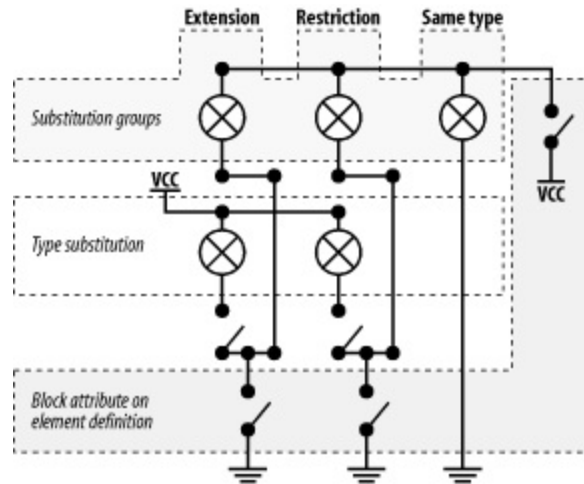 Extension Restriction Same type
Substitution groups
VCC
VCC
Type substitution
Block attribute on
element definition